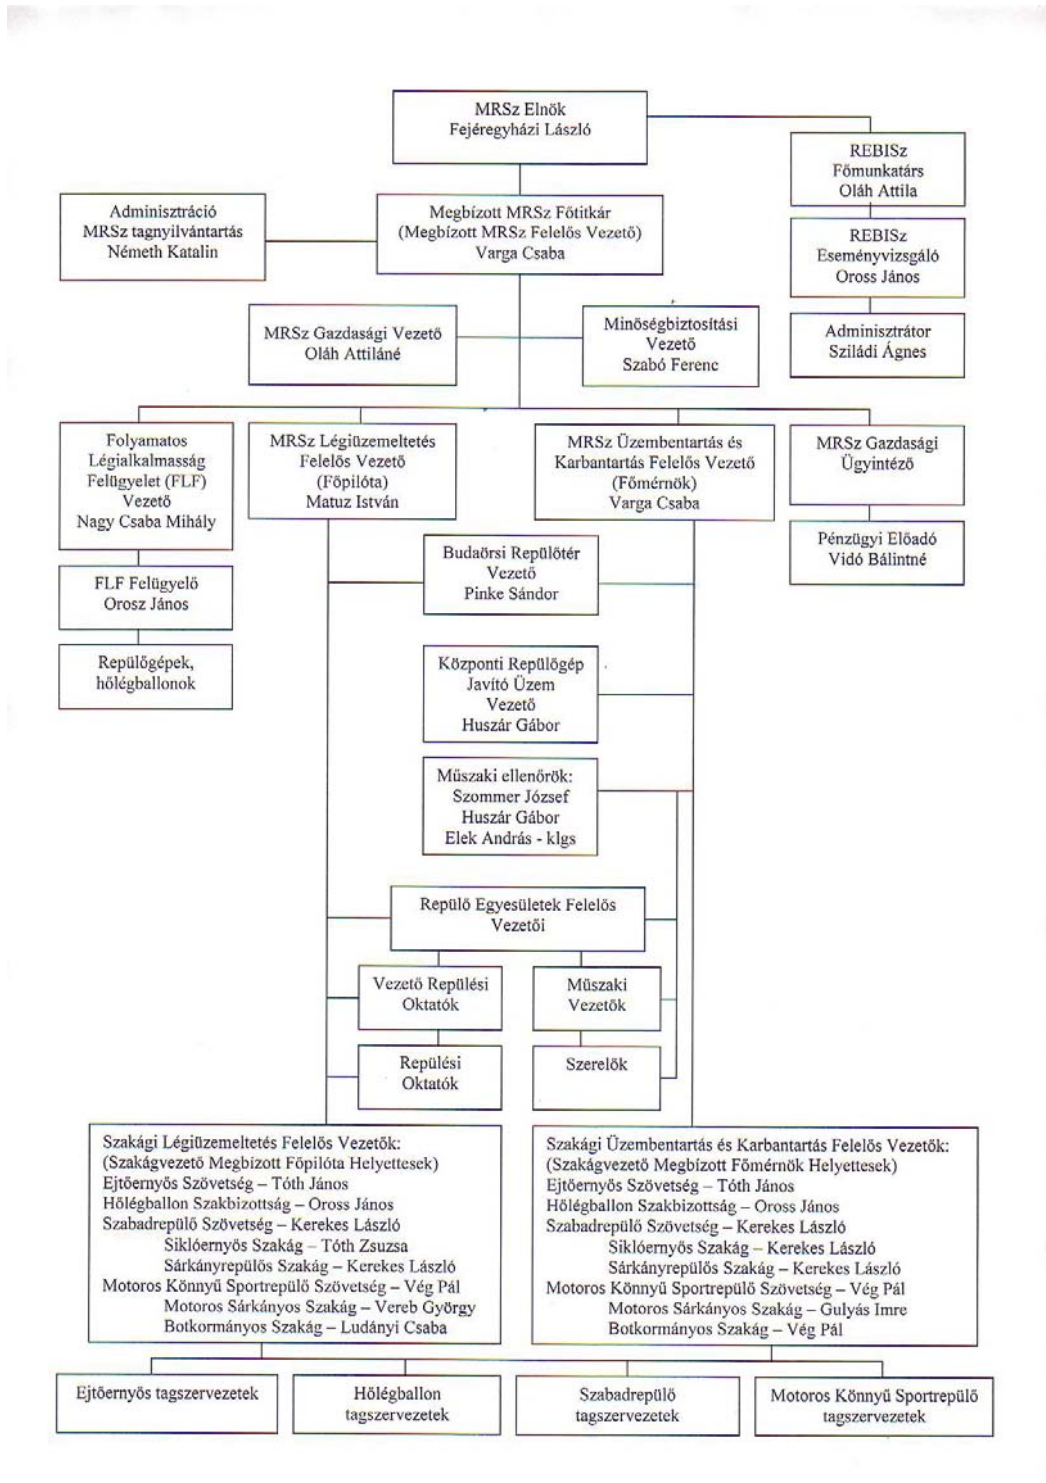 MRSz Elnök
Fejéregyházi László
REBISz
Főmunkatárs
Oláh Attila
Adminisztráció
MRSz tagnyilvántartás
Németh Katalin
Megbízott MRSz Főtitkár
(Megbízott MRSz Felelős Vezető)
Varga Csaba
REBISz
Eseményvizsgáló
Oross János
MRSz Gazdasági Vezető
Oláh Attiláné
Minőségbiztosítási
Vezető
Szabó Ferenc
Adminisztrátor
Sziládi Ágnes
Folyamatos
Légialkalmasság
Felügyelet (FLF)
Vezető
Nagy Csaba Mihály
MRSz Légiüzemeltetés
Felelős Vezető
(Főpilóta)
Matuz István
MRSz Üzembentartás és
Karbantartás Felelős Vezető
(Főmérnök)
Varga Csaba
MRSz Gazdasági
Ügyintéző
Pénzügyi Előadó
Vidó Bálintné
Budaörsi Repülőtér
Vezető
Pinke Sándor
FLF Felügyelő
Orosz János
Repülőgépek,
hőlégballonok
Központi Repülőgép
Javító Üzem
Vezető
Huszár Gábor
Műszaki ellenőrök:
Szommer József
Huszár Gábor
Elek András - klgs
Repülő Egyesületek Felelős
Vezetői
Vezető Repülési
Oktatók
Műszaki
Vezetők
Repülési
Oktatók
Szerelők
Szakági Légiüzemeltetés Felelős Vezetők:
(Szakágvezető Megbízott Főpilóta Helyettesek)
Ejtőernyős Szövetség – Tóth János
Hőlégballon Szakbizottság – Oross János
Szabadrepülő Szövetség – Kerekes László
Siklóernyős Szakág – Tóth Zsuzsa
Sárkányrepülős Szakág – Kerekes László
Motoros Könnyű Sportrepülő Szövetség – Vég Pál
Motoros Sárkányos Szakág – Vereb György
Botkormányos Szakág – Ludányi Csaba
Szakági Üzembentartás és Karbantartás Felelős Vezetők:
(Szakágvezető Megbízott Főmérnök Helyettesek)
Ejtőernyős Szövetség – Tóth János
Hőlégballon Szakbizottság – Oross János
Szabadrepülő Szövetség – Kerekes László
Siklóernyős Szakág – Kerekes László
Sárkányrepülős Szakág – Kerekes László
Motoros Könnyű Sportrepülő Szövetség – Vég Pál
Motoros Sárkányos Szakág – Gulyás Imre
Botkormányos Szakág – Vég Pál
Ejtőernyős tagszervezetek
Hőlégballon
tagszervezetek
Szabadrepülő
tagszervezetek
Motoros Könnyű Sportrepülő
tagszervezetek